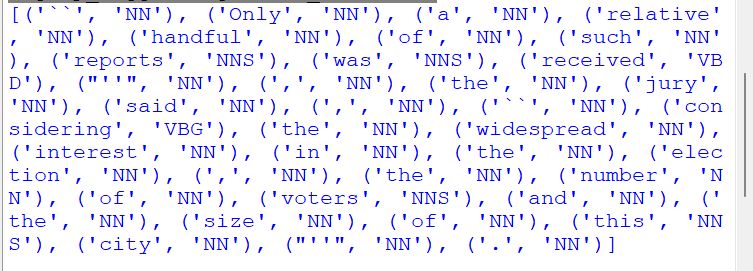 [('``', 'NN'), ('Only', 'NN'), ('a', 'NN'), ('relative'
, 'NN'), ('handful', 'NN'), ('of', 'NN'), ('such', 'NN'
), ('reports', 'NNS'), ('was', 'NNS'), ('received', 'VB
D'), ("''", 'NN'), (',', 'NN'), ('the', 'NN'), ('jury',
'NN'), ('said', 'NN'), (',', 'NN'), ('``', 'NN'), ('con
sidering', 'VBG'), ('the', 'NN'), ('widespread', 'NN'),
('interest', 'NN'), ('in', 'NN'), ('the', 'NN'), ('elec
tion', 'NN'), (',', 'NN'), ('the', 'NN'), ('number', 'N
N'), ('of', 'NN'), ('voters', 'NNS'), ('and', 'NN'), ('
the', 'NN'), ('size', 'NN'), ('of', 'NN'), ('this', 'NN
S'), ('city', 'NN'), ("''", 'NN'), ('.', 'NN')]